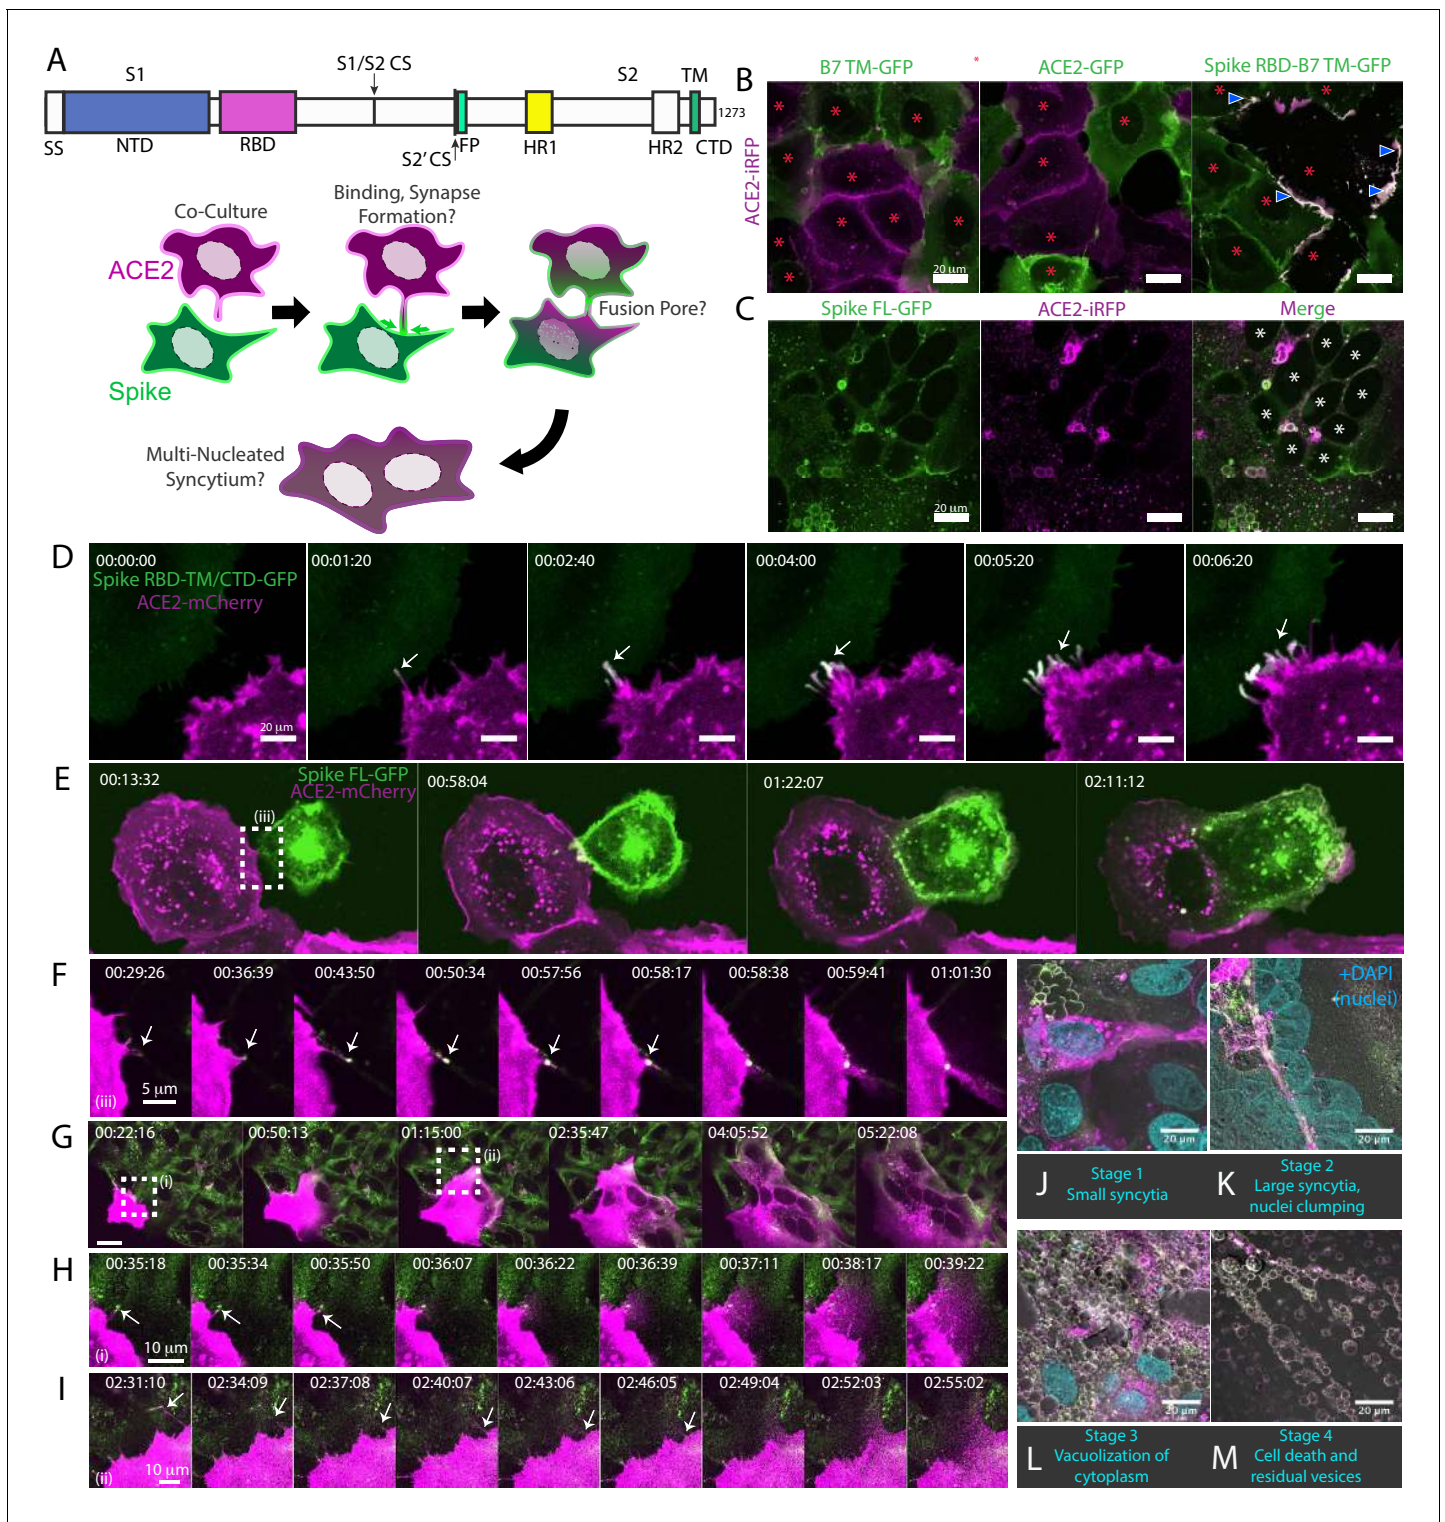 A
S1
S1/S2 CS
S2
TM
1273
SS
NTD
RBD
S2' CS
FP
HR1
HR2
CTD
Co-Culture
Binding, Synapse
Formation?
ACE2
Spike
Fusion Pore?
Multi-Nucleated
Syncytium?
B
B7 TM-GFP
ACE2-GFP
Spike RBD-B7 TM-GFP
ACE2-iRFP
20 μm
C
Spike FL-GFP
ACE2-iRFP
Merge
20 μm
D
00:00:00
00:01:20
00:02:40
00:04:00
00:05:20
00:06:20
Spike RBD-TM/CTD-GFP
ACE2-mCherry
20 μm
E
00:13:32
Spike FL-GFP
ACE2-mCherry
(iii)
00:58:04
01:22:07
02:11:12
F
00:29:26
00:36:39
00:43:50
00:50:34
00:57:56
00:58:17
00:58:38
00:59:41
01:01:30
5 μm
(iii)
G
00:22:16
00:50:13
01:15:00
02:35:47
04:05:52
05:22:08
(i)
(ii)
H
00:35:18
00:35:34
00:35:50
00:36:07
00:36:22
00:36:39
00:37:11
00:38:17
00:39:22
(i)
10 μm
I
02:31:10
02:34:09
02:37:08
02:40:07
02:43:06
02:46:05
02:49:04
02:52:03
02:55:02
(ii)
10 μm
+DAPI
(nuclei)
20 μm
20 μm
J
Stage 1
Small syncytia
K
Stage 2
Large syncytia,
nuclei clumping
20 μm
20 μm
L
Stage 3
Vacuolization of
cytoplasm
M
Stage 4
Cell death and
residual vesices